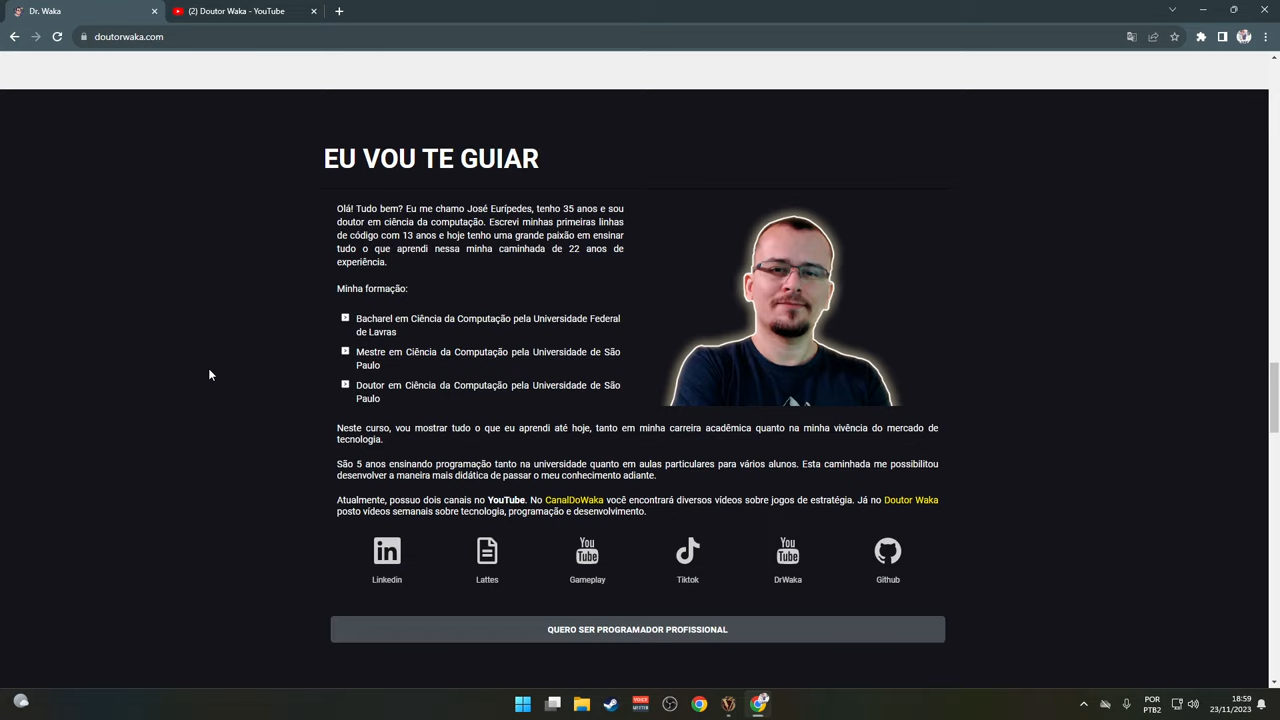 Dr. Waka
(2) Doutor Waka - YouTube
doutorwaka.com
EU VOU TE GUIAR
Olá! Tudo bem? Eu me chamo José Eurípedes, tenho 35 anos e sou
doutor em ciência da computação. Escrevi minhas primeiras linhas
de código com 13 anos e hoje tenho uma grande paixão em ensinar
tudo o que aprendi nessa minha caminhada de 22 anos de
experiência.
Minha formação:
Bacharel em Ciência da Computação pela Universidade Federal
de Lavras
Mestre em Ciência da Computação pela Universidade de São
Paulo
Doutor em Ciência da Computação pela Universidade de São
Paulo
Neste curso, vou mostrar tudo o que eu aprendi até hoje, tanto em minha carreira acadêmica quanto na minha vivência do mercado de
tecnologia.
São 5 anos ensinando programação tanto na universidade quanto em aulas particulares para vários alunos. Esta caminhada me possibilitou
desenvolver a maneira mais didática de passar o meu conhecimento adiante.
Atualmente, possuo dois canais no YouTube. No CanalDoWaka você encontrará diversos vídeos sobre jogos de estratégia. Já no Doutor Waka
posto vídeos semanais sobre tecnologia, programação e desenvolvimento.
You You
in Tube Tube
Linkedin Lattes Gameplay Tiktok DrWaka Github
QUERO SER PROGRAMADOR PROFISSIONAL
POR 18:59
PTB2 23/11/2023